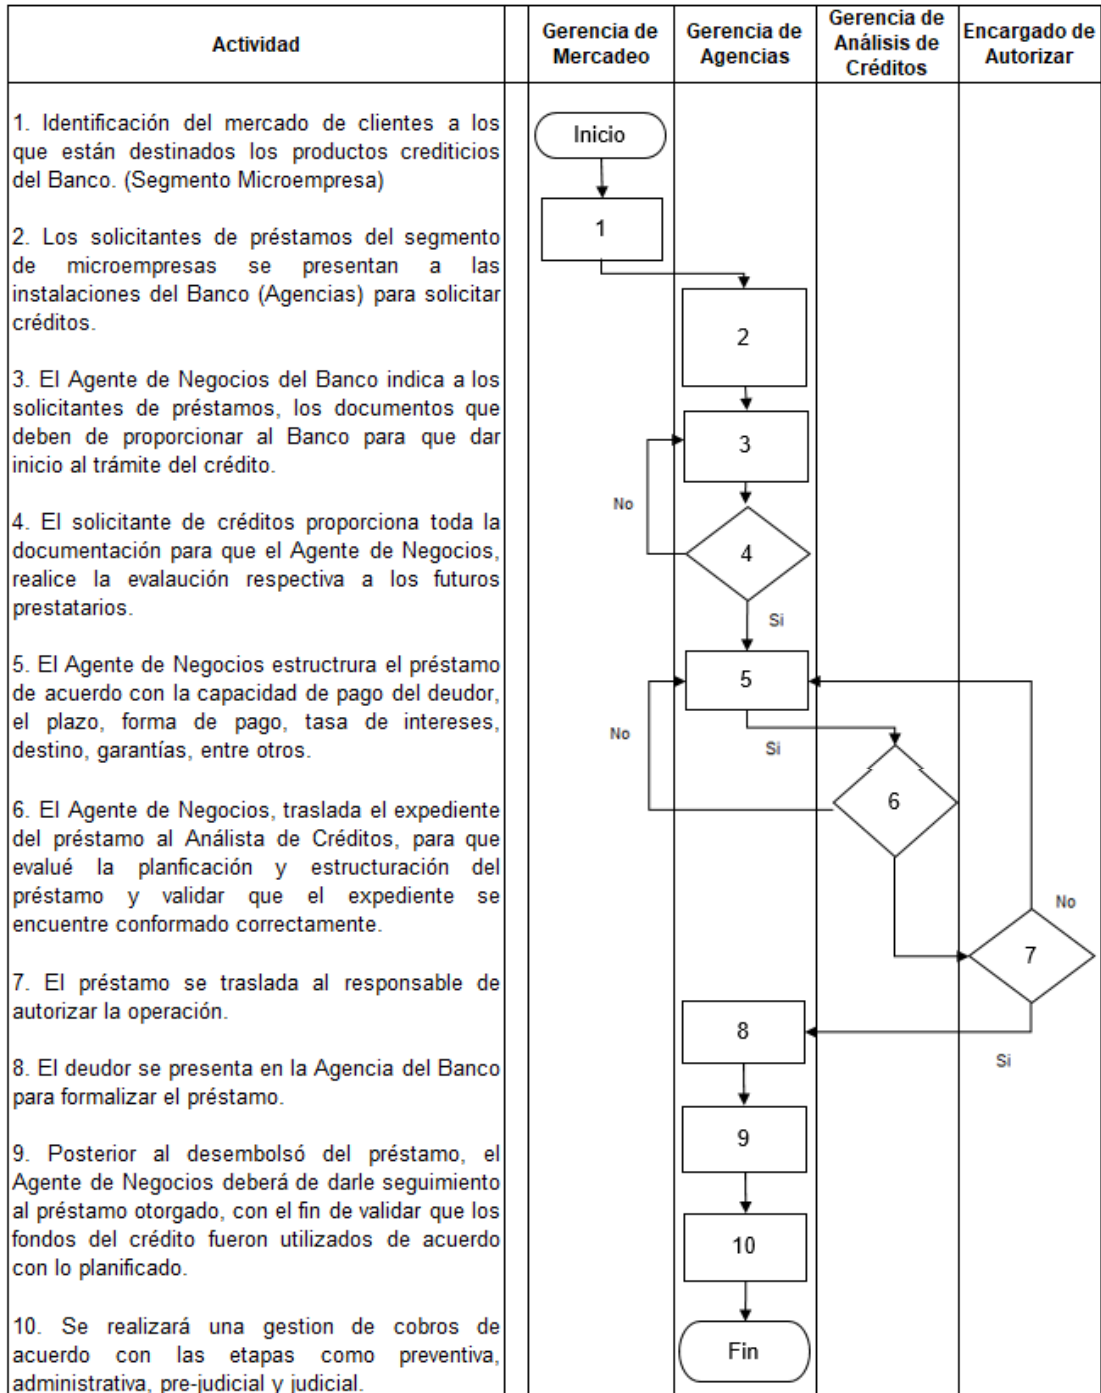 Actividad
Gerencia de
Mercadeo
Gerencia de
Agencias
Gerencia de
Análisis de
Créditos
Encargado de
Autorizar
1. Identificación del mercado de clientes a los
que están destinados los productos crediticios
del Banco. (Segmento Microempresa)
2. Los solicitantes de préstamos del segmento
de microempresas se presentan a las
instalaciones del Banco (Agencias) para solicitar
créditos.
3. El Agente de Negocios del Banco indica a los
solicitantes de préstamos, los documentos que
deben de proporcionar al Banco para que dar
inicio al trámite del crédito.
4. El solicitante de créditos proporciona toda la
documentación para que el Agente de Negocios,
realice la evalaución respectiva a los futuros
prestatarios.
5. El Agente de Negocios estructrura el préstamo
de acuerdo con la capacidad de pago del deudor,
el plazo, forma de pago, tasa de intereses,
destino, garantías, entre otros.
6. El Agente de Negocios, traslada el expediente
del préstamo al Análista de Créditos, para que
evalué la planficación y estructuración del
préstamo y validar que el expediente se
encuentre conformado correctamente.
7. El préstamo se traslada al responsable de
autorizar la operación.
8. El deudor se presenta en la Agencia del Banco
para formalizar el préstamo.
9. Posterior al desembolsó del préstamo, el
Agente de Negocios deberá de darle seguimiento
al préstamo otorgado, con el fin de validar que los
fondos del crédito fueron utilizados de acuerdo
con lo planificado.
10. Se realizará una gestion de cobros de
acuerdo con las etapas como preventiva,
administrativa, pre-judicial y judicial.
Inicio
1
2
3
No
4
Si
5
No
Si
6
No
7
8
Si
9
10
Fin